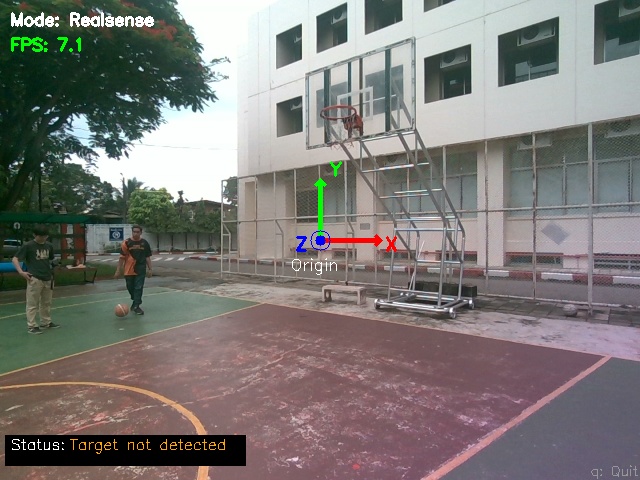 Mode: Realsense
FPS: 7.1
Y
Z
X
Origin
Status: Target not detected
q: Quit